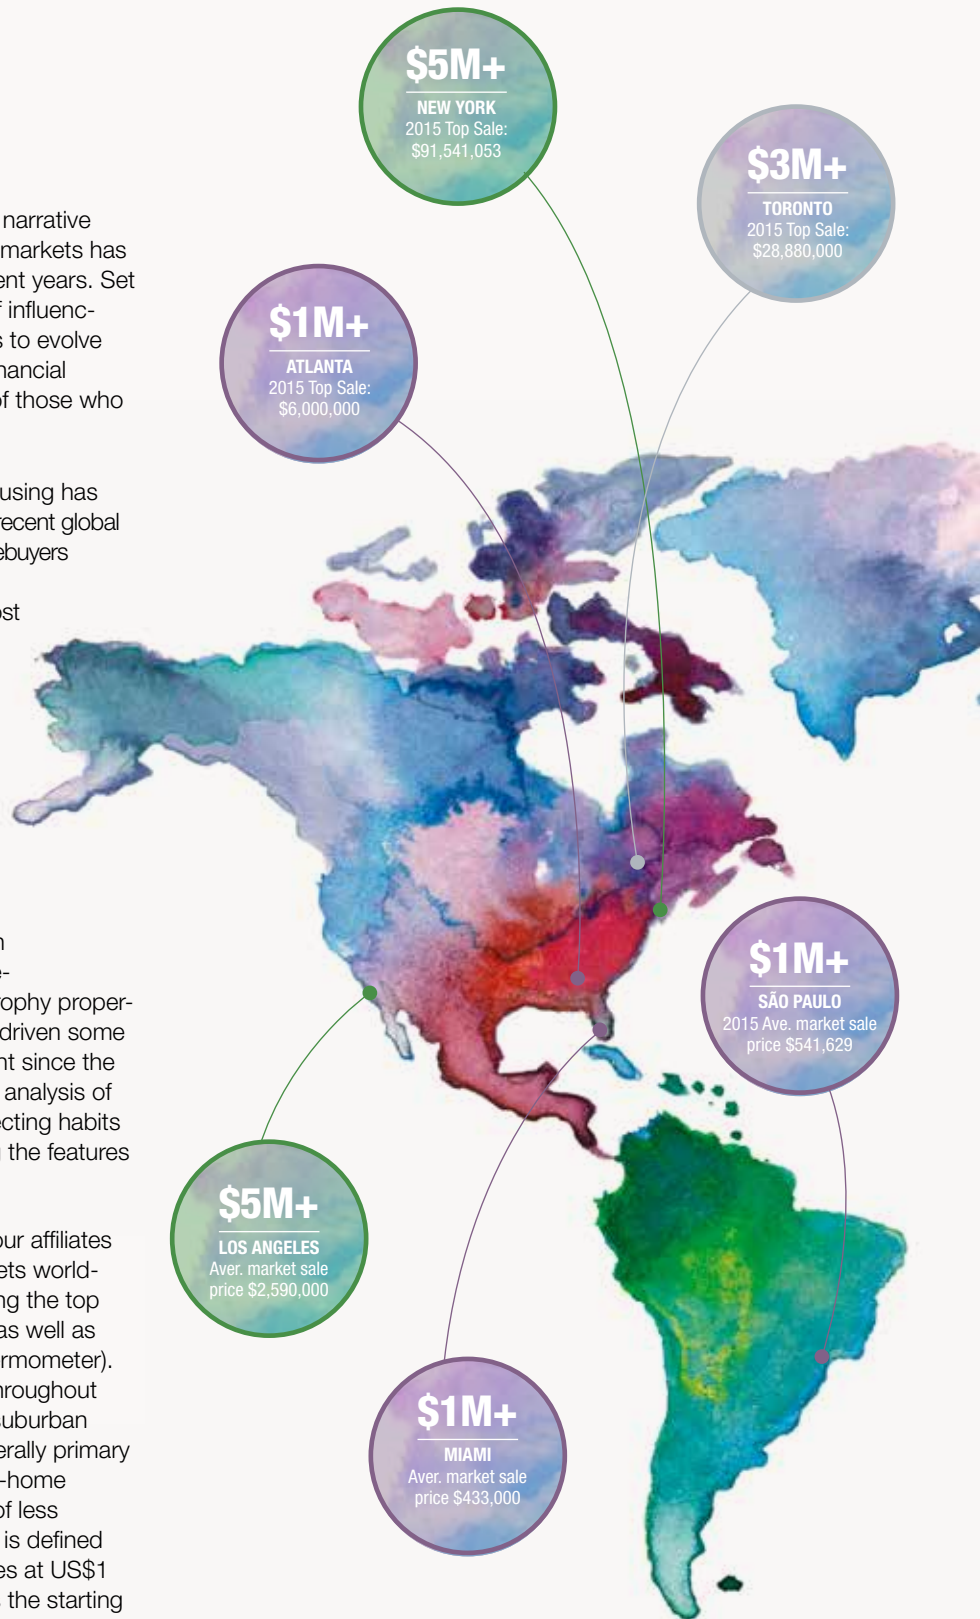 narrative
markets has
ent years. Set
f influenc-
s to evolve
nancial
of those who
using has
recent global
ebuyers
ost
n
e-
rophy proper-
driven some
nt since the
analysis of
ecting habits
the features
our affiliates
ets world-
ng the top
as well as
ermometer).
hroughout
suburban
erally primary
-home
of less
is defined
es at US$1
the starting
$5M+
NEW YORK
2015 Top Sale:
$91,541,053
$3M+
TORONTO
2015 Top Sale:
$28,880,000
$1M+
ATLANTA
2015 Top Sale:
$6,000,000
$1M+
SÃO PAULO
2015 Ave. market sale
price $541,629
$5M+
LOS ANGELES
Aver. market sale
price $2,590,000
$1M+
MIAMI
Aver. market sale
price $433,000